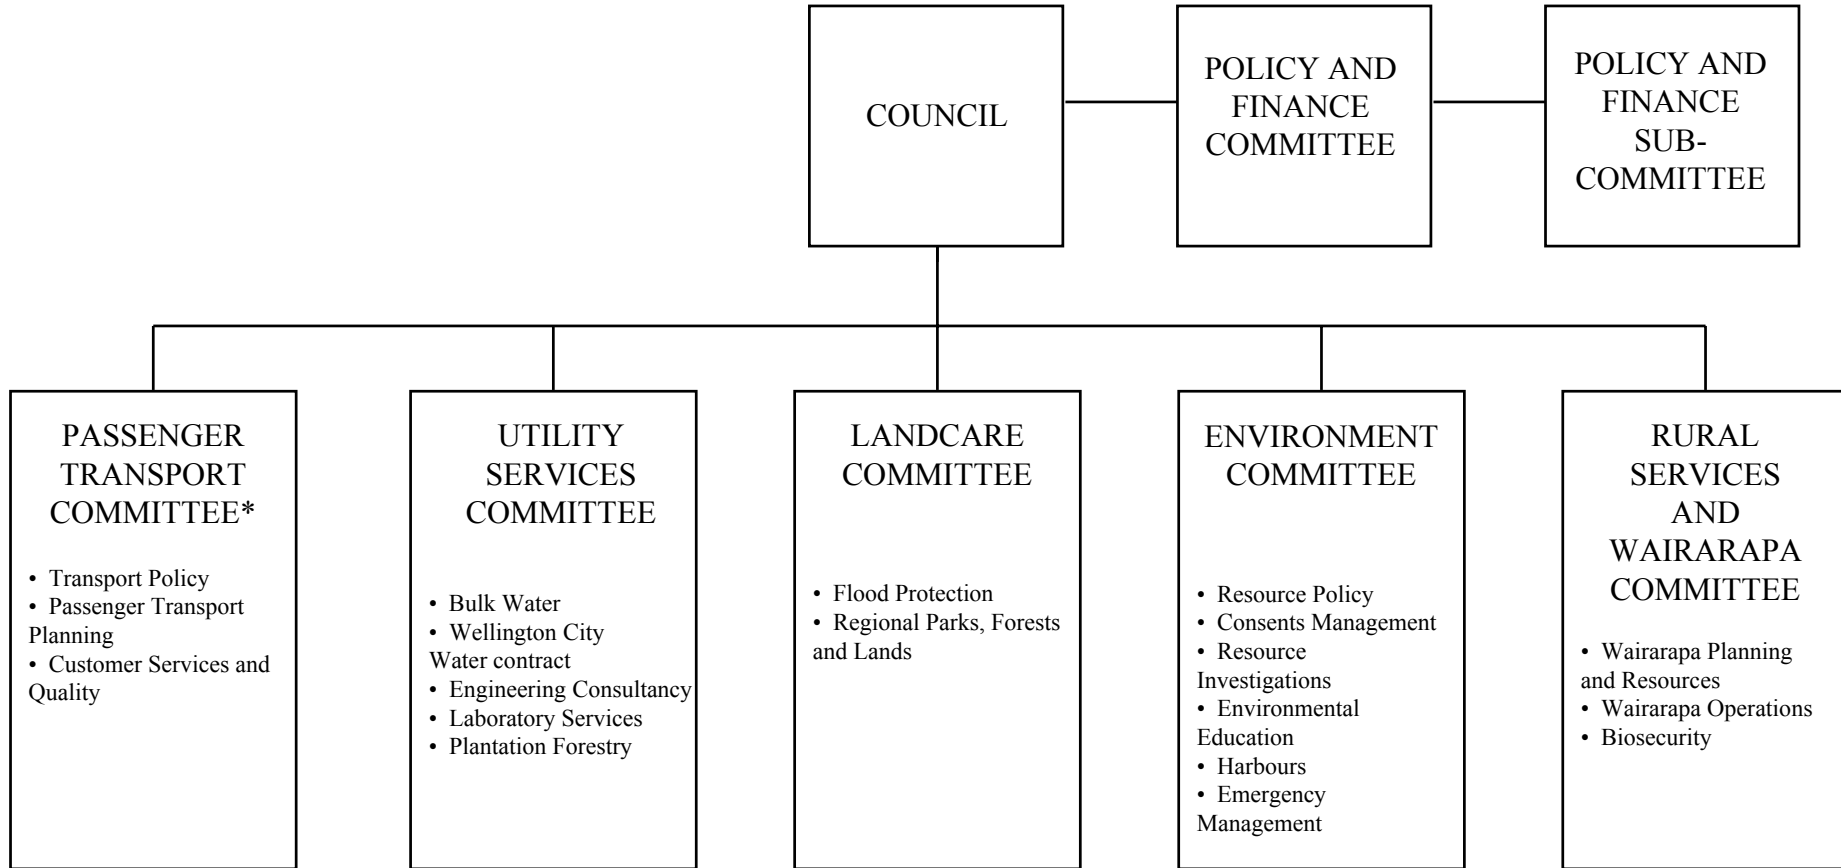 COUNCIL
POLICY AND
FINANCE
COMMITTEE
POLICY AND
FINANCE
SUB-
COMMITTEE
PASSENGER
TRANSPORT
COMMITTEE*
• Transport Policy
• Passenger Transport
Planning
• Customer Services and
Quality
UTILITY
SERVICES
COMMITTEE
• Bulk Water
• Wellington City
Water contract
• Engineering Consultancy
• Laboratory Services
• Plantation Forestry
LANDCARE
COMMITTEE
• Flood Protection
• Regional Parks, Forests
and Lands
ENVIRONMENT
COMMITTEE
• Resource Policy
• Consents Management
• Resource
Investigations
• Environmental
Education
• Harbours
• Emergency
Management
RURAL
SERVICES
AND
WAIRARAPA
COMMITTEE
• Wairarapa Planning
and Resources
• Wairarapa Operations
• Biosecurity